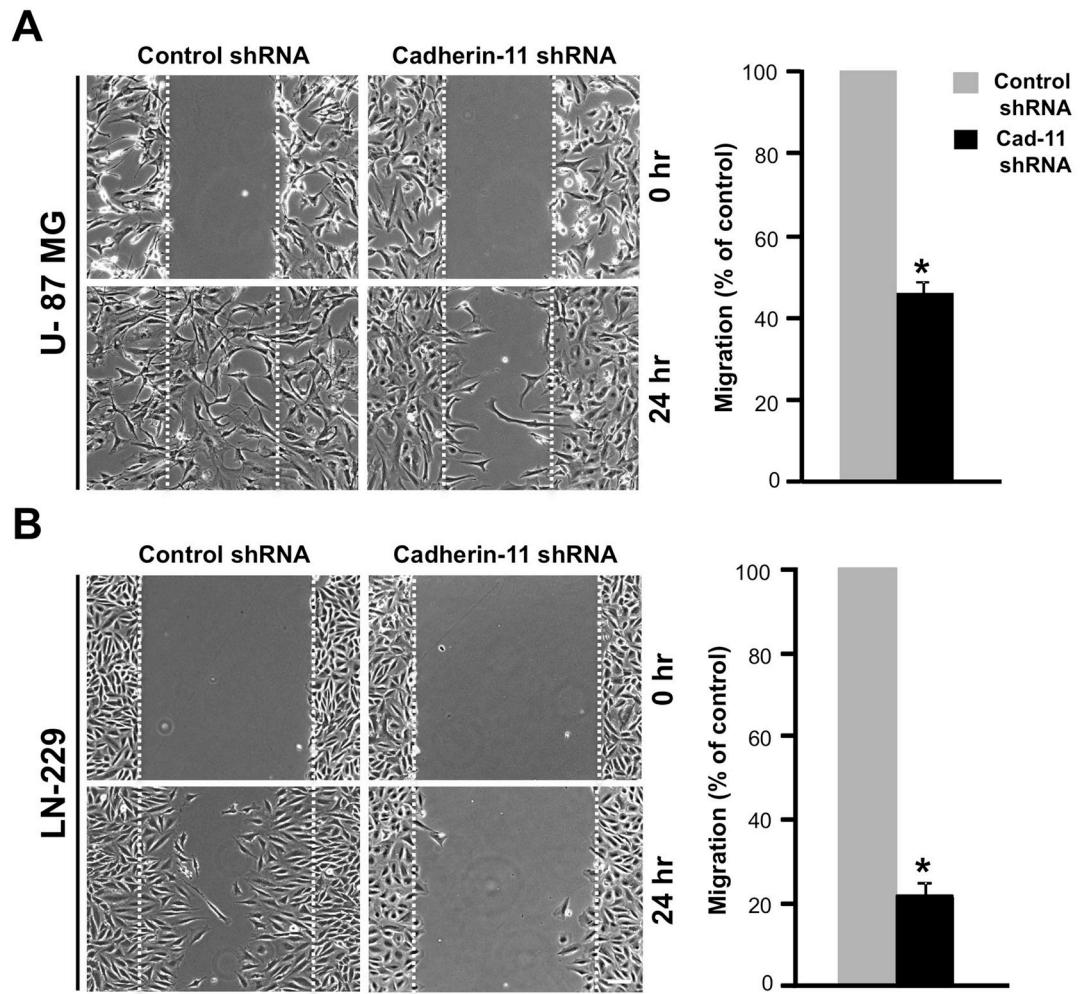 A
Control shRNA
Cadherin-11 shRNA
U- 87 MG
0 hr
24 hr
Migration (% of control)
100
80
60
40
20
0
*
Control
shRNA
Cad-11
shRNA
B
Control shRNA
Cadherin-11 shRNA
LN-229
0 hr
24 hr
Migration (% of control)
100
80
60
40
20
0
*